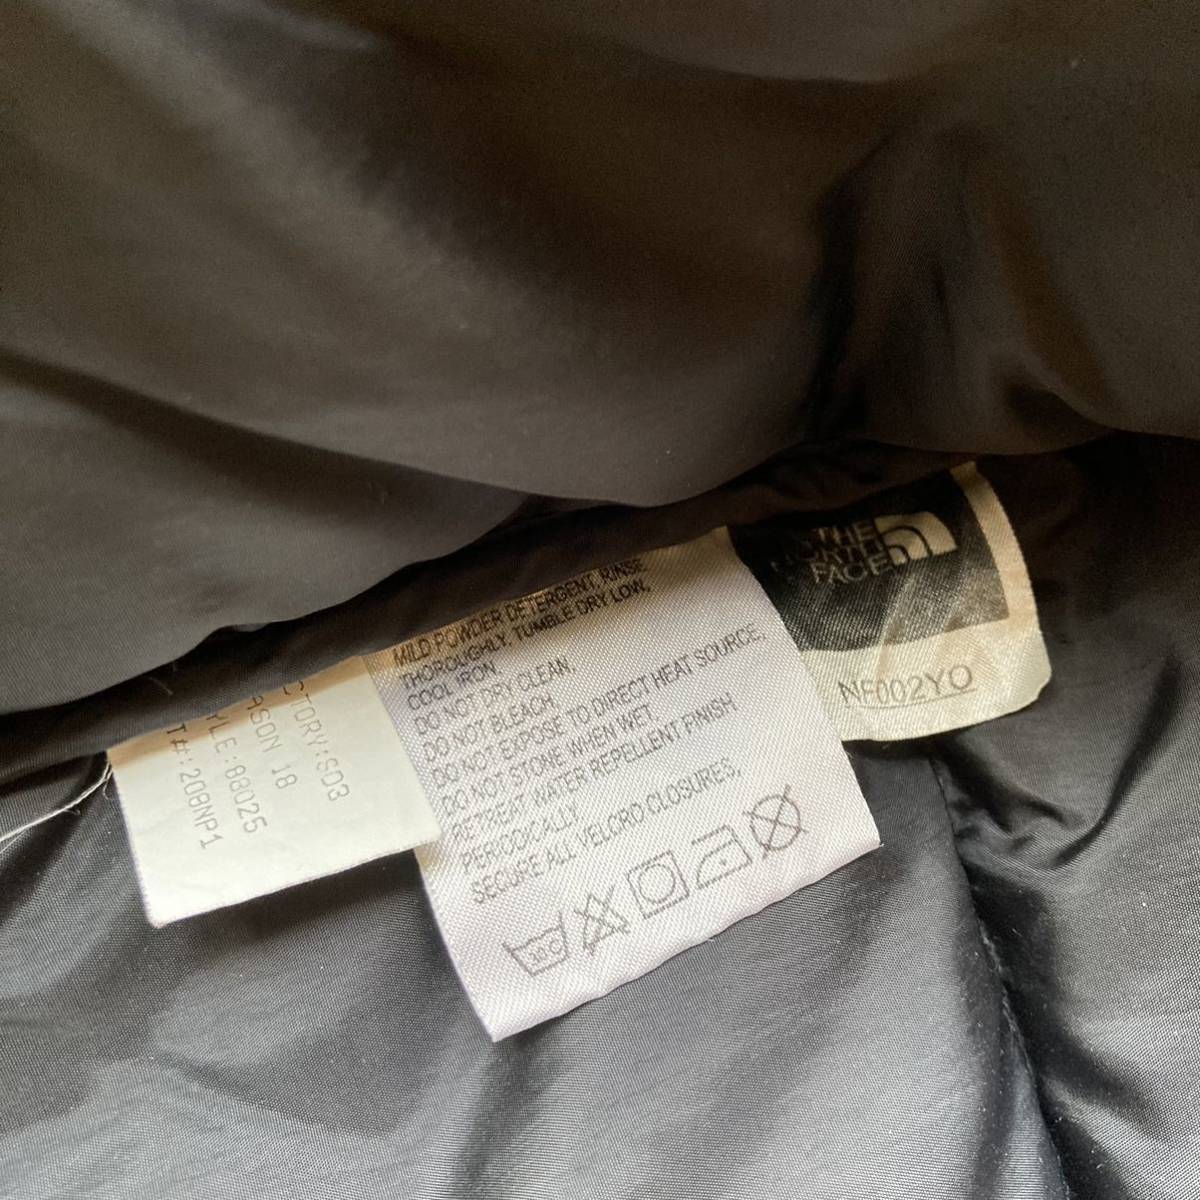 CTORY:S03
ASON 18
YLE:88025
T#:208NP1
MILD POWDER DETERGENT RINSE
THOROUGHLY, TUMBLE DRY LOW,
COOL IRON.
DO NOT DRY CLEAN,
DO NOT BLEACH.
DO NOT EXPOSE TO DIRECT HEAT SOURCE,
DO NOT STONE WHEN WET.
RETREAT WATER REPELLENT FINISH
PERIODICALLY.
SECURE ALL VELCRO CLOSURES,
30 C
THE
NORTH
FACE
NF002YO